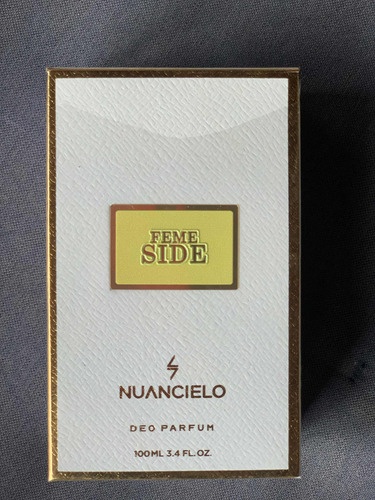 FEME
SIDE
NUANCIELO
DEO PARFUM
100ML 3.4 FL.OZ.